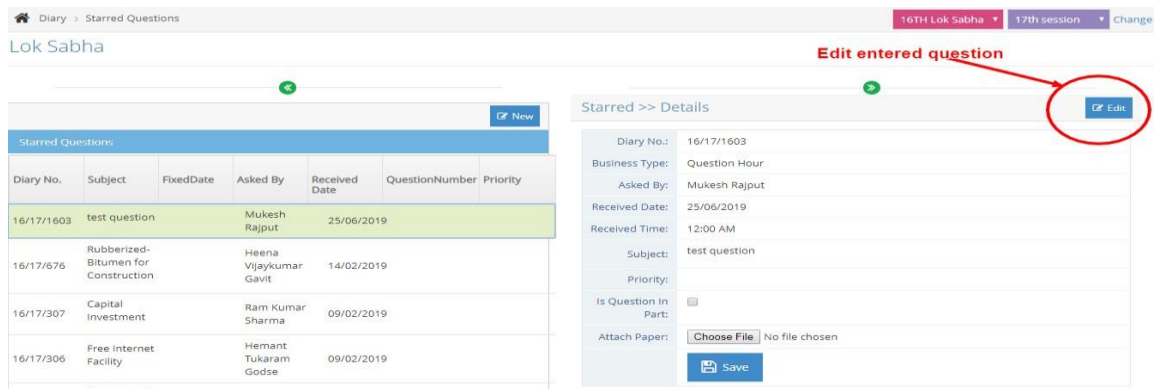 Diary > Starred Questions
16TH Lok Sabha 17th session Change
Lok Sabha
Edit entered question
New
Starred Questions
Diary No. Subject FixedDate Asked By Received Date QuestionNumber Priority
16/17/1603 test question Mukesh Rajput 25/06/2019
16/17/676 Rubberized-Bitumen for Construction Heena Vijaykumar Gavit 14/02/2019
16/17/307 Capital Investment Ram Kumar Sharma 09/02/2019
16/17/306 Free Internet Facility Hemant Tukaram Godse 09/02/2019
Starred >> Details
Edit
Diary No.: 16/17/1603
Business Type: Question Hour
Asked By: Mukesh Rajput
Received Date: 25/06/2019
Received Time: 12:00 AM
Subject: test question
Priority:
Is Question In Part:
Attach Paper: Choose File No file chosen
Save